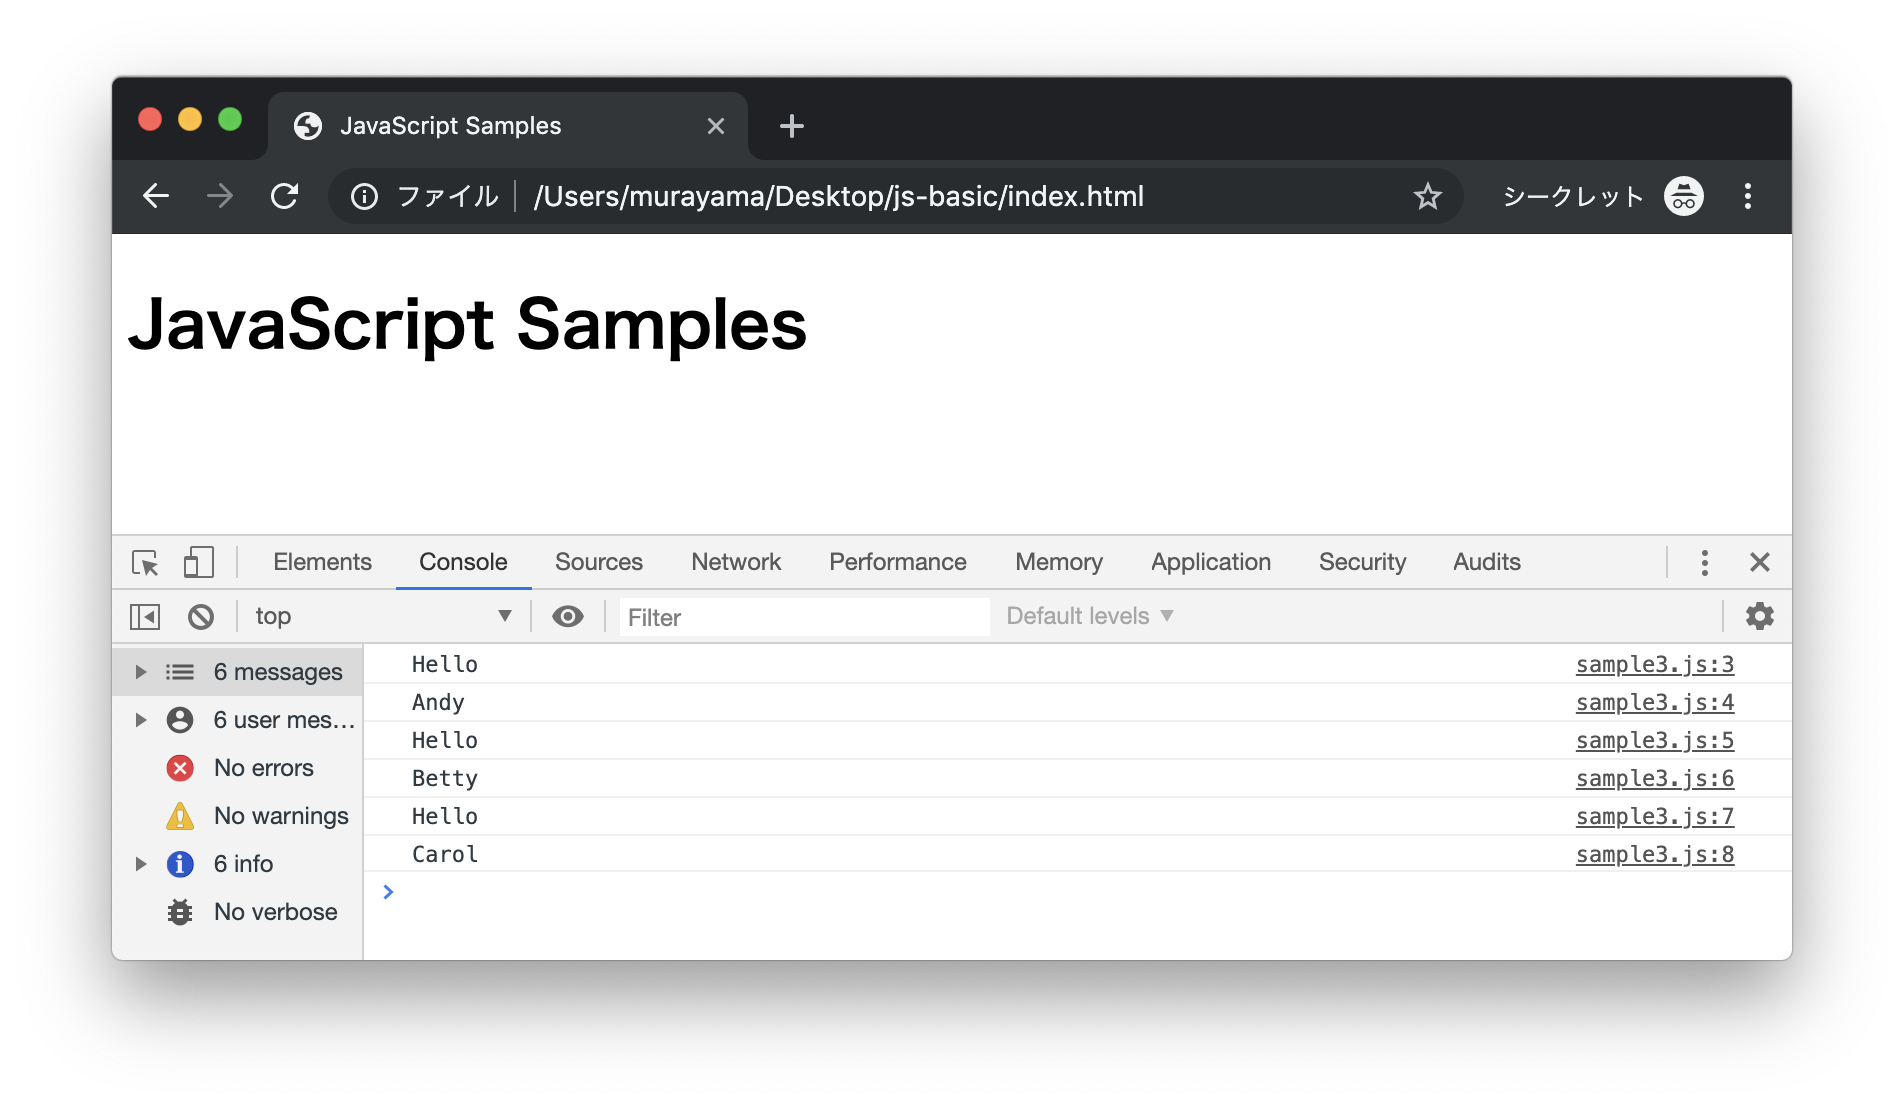 JavaScript Samples
ファイル /Users/murayama/Desktop/js-basic/index.html シークレット
JavaScript Samples
Elements Console Sources Network Performance Memory Application Security Audits
top Filter Default levels
6 messages
6 user mes…
No errors
No warnings
6 info
No verbose
Hello sample3.js:3
Andy sample3.js:4
Hello sample3.js:5
Betty sample3.js:6
Hello sample3.js:7
Carol sample3.js:8